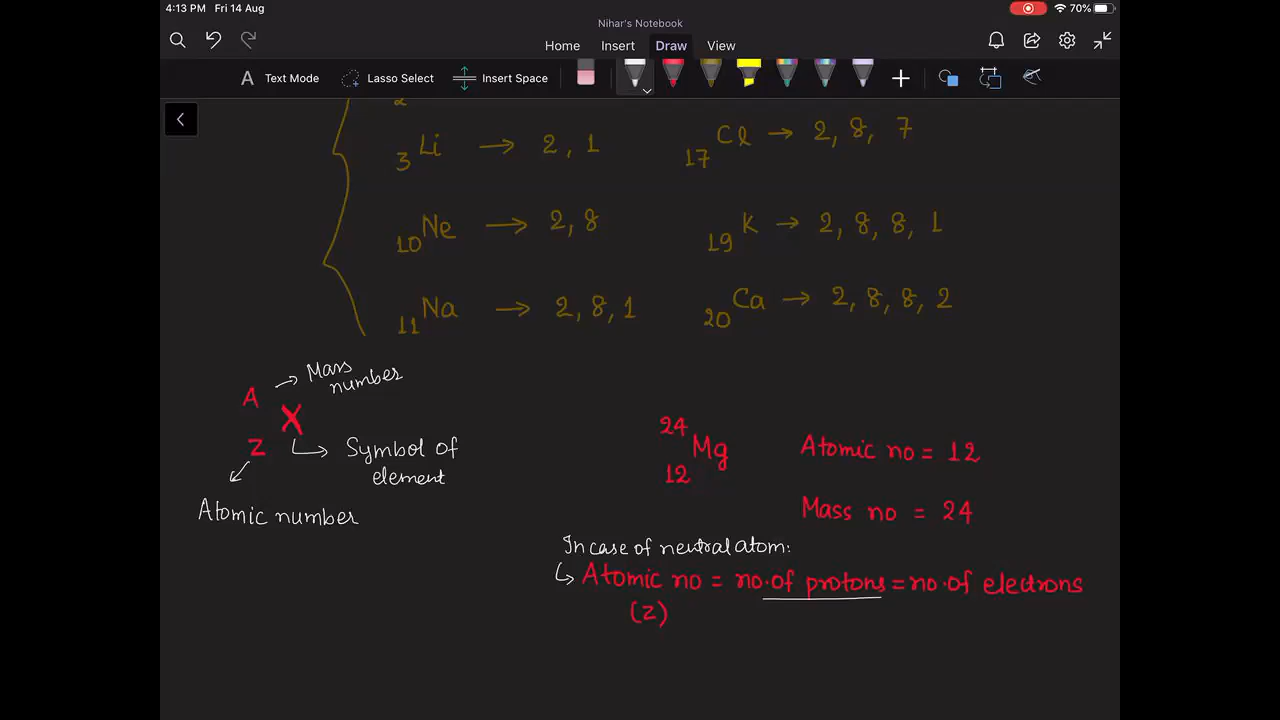 4:13 PM Fri 14 Aug
70%
Nihar's Notebook
Home Insert Draw View
A Text Mode Lasso Select Insert Space
2
3Li → 2, 1
17Cl → 2, 8, 7
10Ne → 2, 8
19K → 2, 8, 8, 1
11Na → 2, 8, 1
20Ca → 2, 8, 8, 2
A → Mass number
X
Z
Symbol of element
Atomic number
24
Mg
12
Atomic no = 12
Mass no = 24
In case of neutral atom:
Atomic no = no. of protons = no. of electrons
(Z)